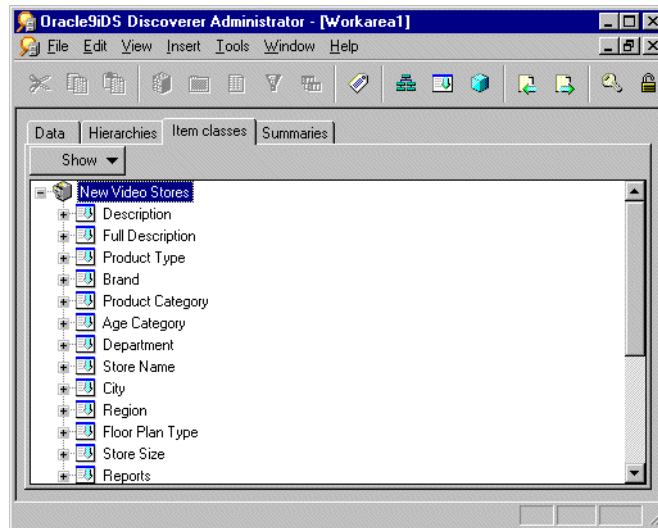 Oracle9iDS Discoverer Administrator - [Workarea1]
File Edit View Insert Tools Window Help
Data Hierarchies Item classes Summaries
Show
New Video Stores
Description
Full Description
Product Type
Brand
Product Category
Age Category
Department
Store Name
City
Region
Floor Plan Type
Store Size
Reports